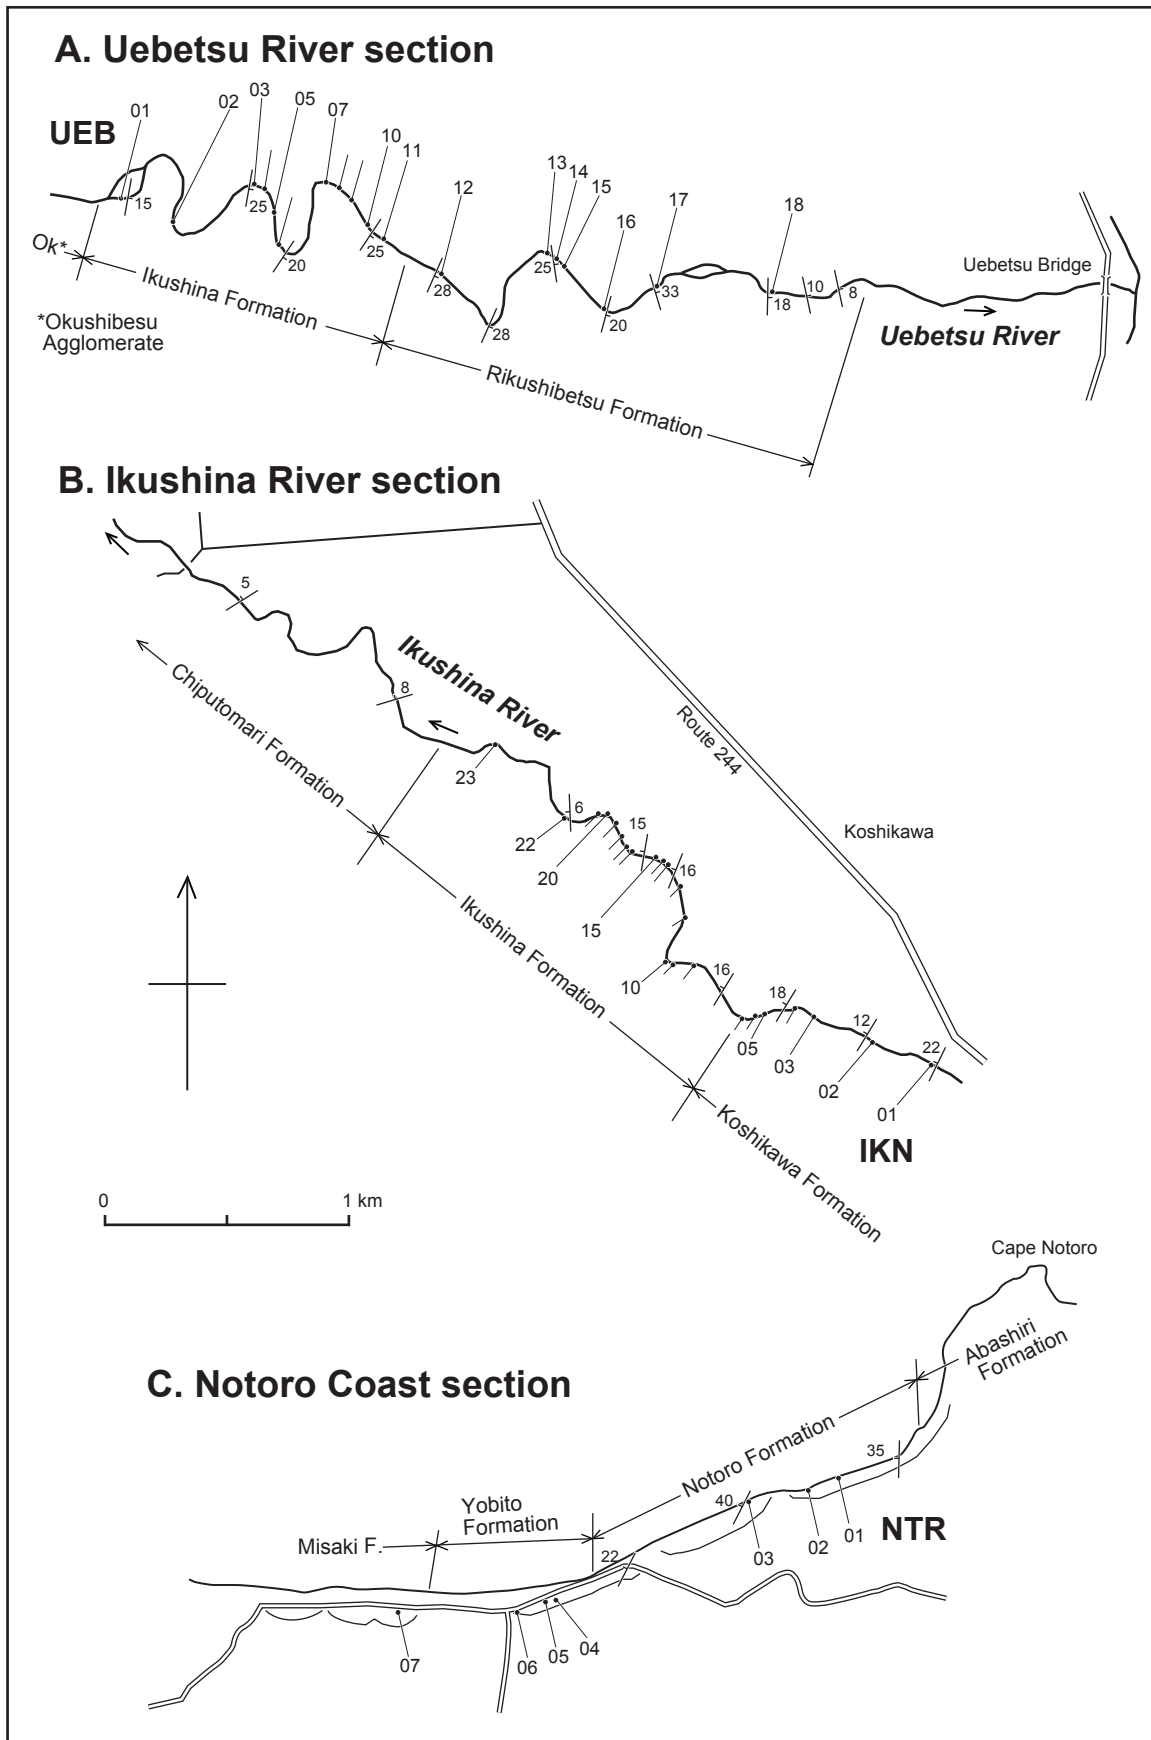 A. Uebetsu River section
UEB
01
02
03
05
07
10
11
12
13
14
15
16
17
18
15
25
20
25
28
28
25
20
33
18
10
8
Ok*
Ikushina Formation
Rikushibetsu Formation
*Okushibesu
Agglomerate
Uebetsu Bridge
Uebetsu River
B. Ikushina River section
5
8
Ikushina River
Chiputomari Formation
Route 244
Koshikawa
23
22
6
20
15
15
16
10
16
18
05
03
12
02
22
01
IKN
Ikushina Formation
Koshikawa Formation
0
1 km
Cape Notoro
C. Notoro Coast section
Abashiri
Formation
Notoro Formation
Yobito
Formation
Misaki F.
35
40
22
NTR
01
02
03
04
05
06
07